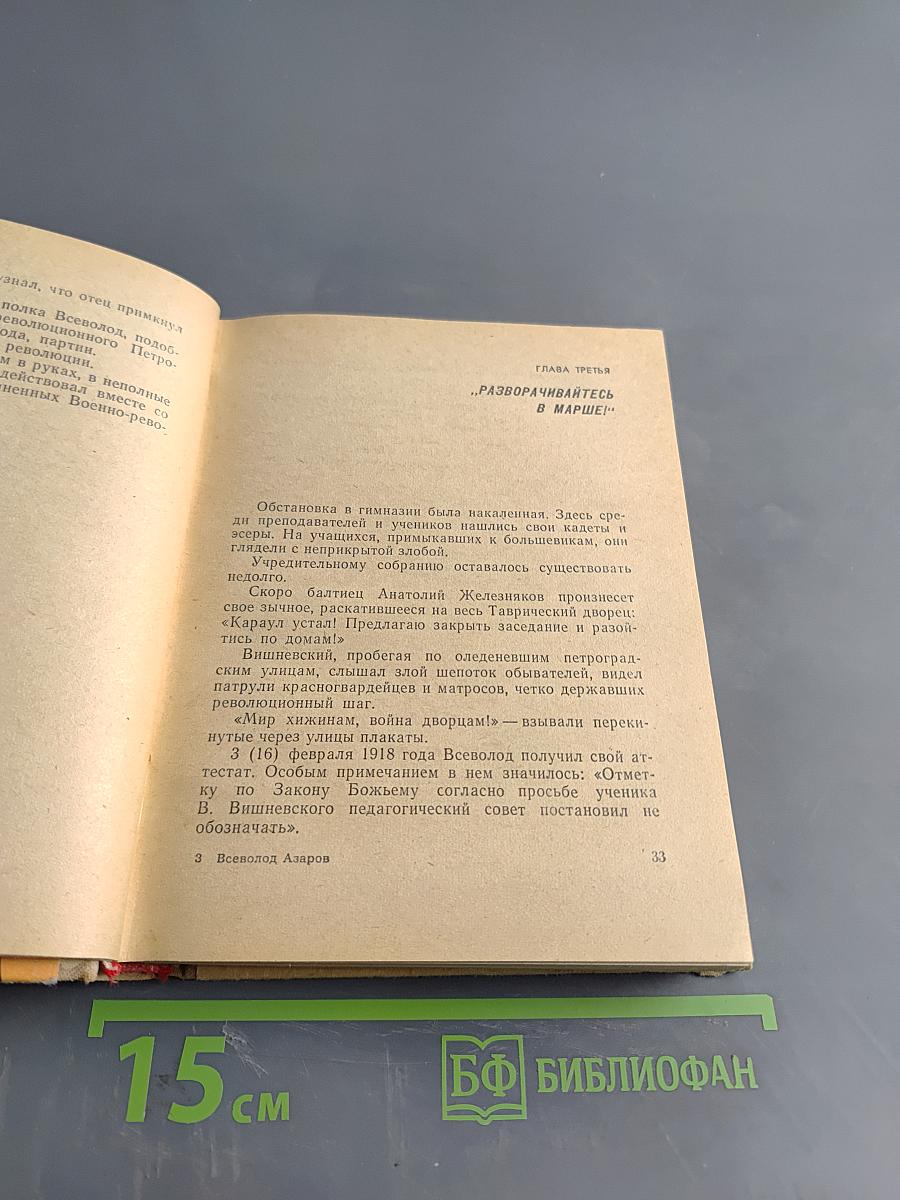 узнал, что отец примкнул
полка Всеволод, подоб-
революционного Петро-
ода, партии.
революции.
м в руках, в неполные
действовал вместе со
лненных Военно-рево-
ГЛАВА ТРЕТЬЯ
„РАЗВОРАЧИВАЙТЕСЬ
В МАРШЕ!“
Обстановка в гимназии была накаленная. Здесь сре-
ди преподавателей и учеников нашлись свои кадеты и
эсеры. На учащихся, примыкавших к большевикам, они
глядели с неприкрытой злобой.
Учредительному собранию оставалось существовать
недолго.
Скоро балтиец Анатолий Железняков произнесет
свое зычное, раскатившееся на весь Таврический дворец:
«Караул устал! Предлагаю закрыть заседание и разой-
тись по домам!»
Вишневский, пробегая по оледеневшим петроград-
ским улицам, слышал злой шепоток обывателей, видел
патрули красногвардейцев и матросов, четко державших
революционный шаг.
«Мир хижинам, война дворцам!» — взывали переки-
нутые через улицы плакаты.
3 (16) февраля 1918 года Всеволод получил свой ат-
тестат. Особым примечанием в нем значилось: «Отмет-
ку по Закону Божьему согласно просьбе ученика
В. Вишневского педагогический совет постановил не
обозначать».
3 Всеволод Азаров 33
15 см БФ БИБЛИОФАН